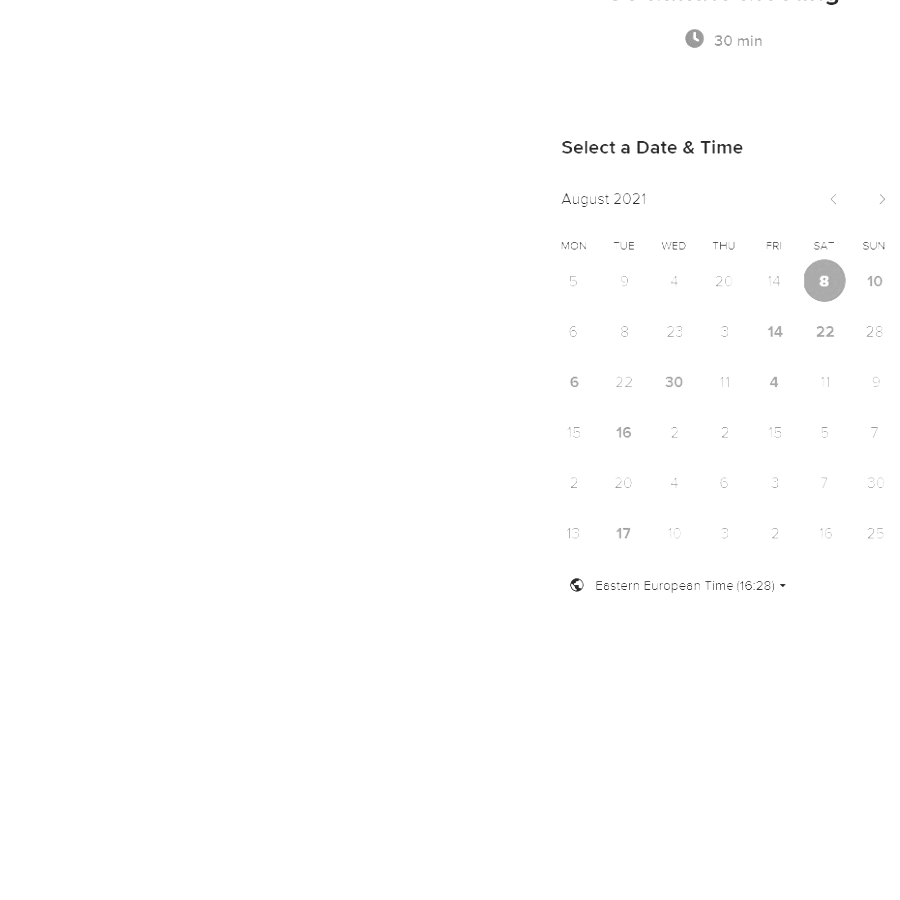 30 min
Select a Date & Time
August 2021
MON TUE WED THU FRI SAT SUN
5 9 4 20 14 8 10
6 8 23 3 14 22 28
6 22 30 11 4 11 9
15 16 2 2 15 5 7
2 20 4 6 3 7 30
13 17 10 3 2 16 25
Eastern European Time (16:28)